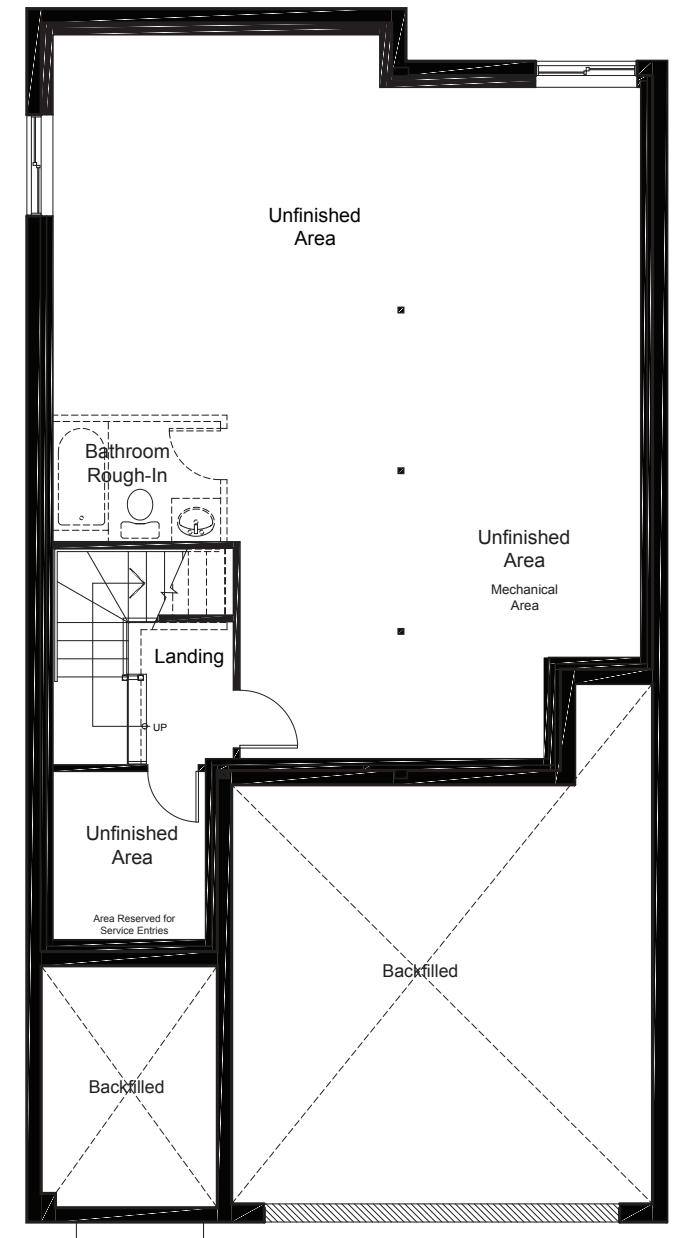 Unfinished
Area
Bathroom
Rough-In
Unfinished
Area
Mechanical
Area
Landing
UP
Unfinished
Area
Area Reserved for
Service Entries
Backfilled
Backfilled